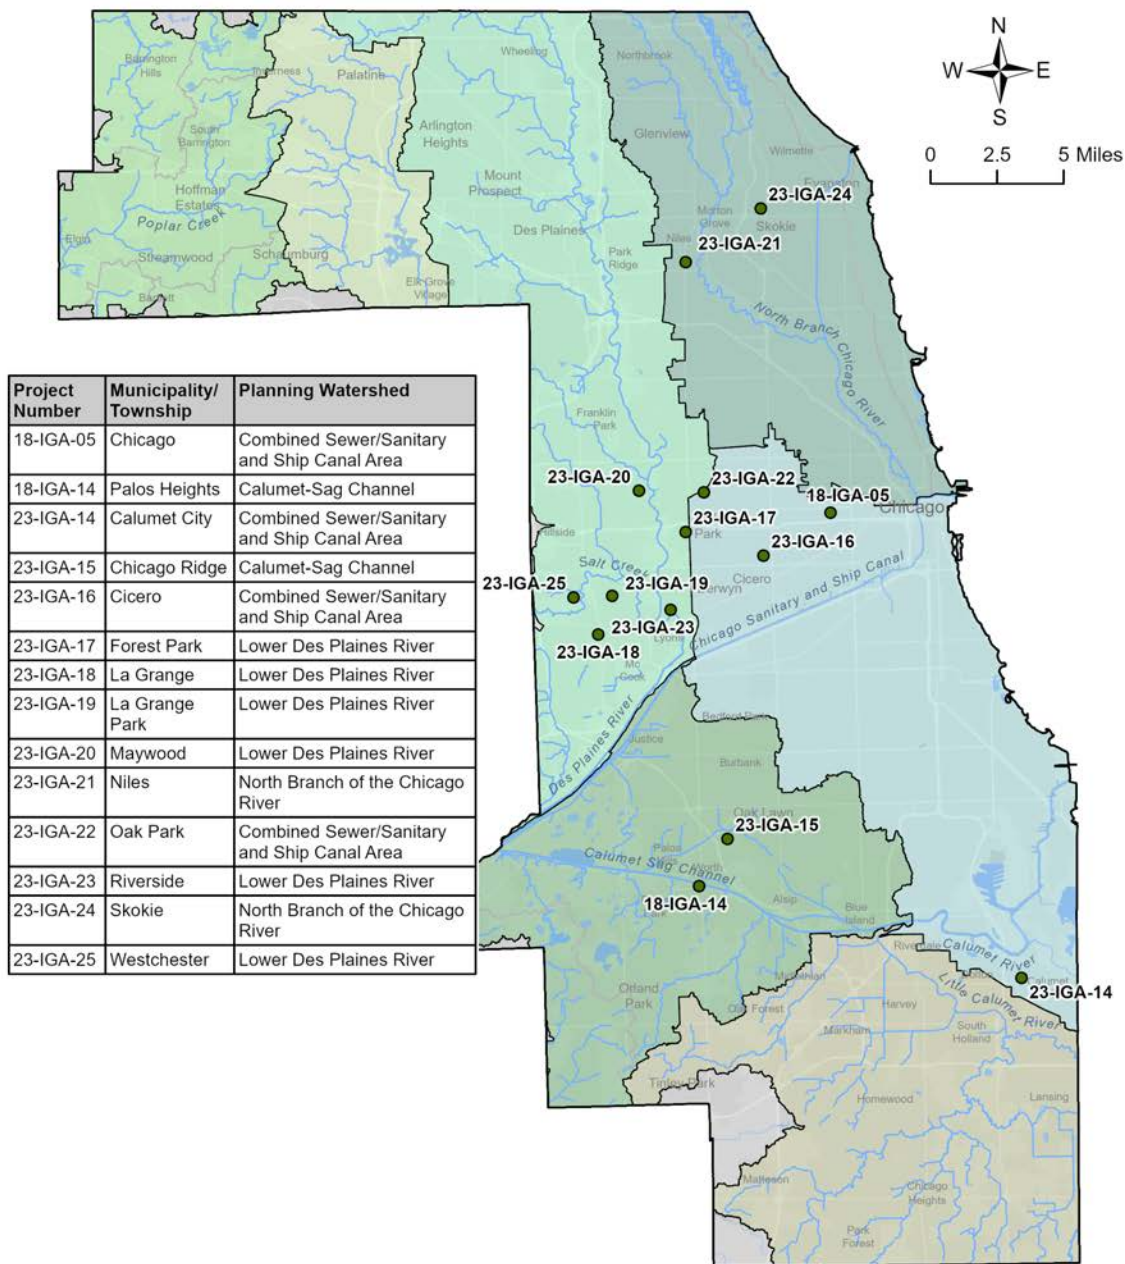 N
W E
S
0 2.5 5 Miles
Barrington
Hills
Inverness
Palatine
Wheeling
Northbrook
Arlington
Heights
Glenview
South
Barrington
Wilmette
Mount
Prospect
Hoffman
Estates
Evanston
23-IGA-24
Morton
Grove
Skokie
Poplar Creek
Des Plaines
Niles
23-IGA-21
Elgin
Streamwood
Schaumburg
Park
Ridge
Elk Grove
Village
Bartlett
North Branch Chicago River
Project Number Municipality/ Township Planning Watershed
18-IGA-05 Chicago Combined Sewer/Sanitary
and Ship Canal Area
18-IGA-14 Palos Heights Calumet-Sag Channel
23-IGA-14 Calumet City Combined Sewer/Sanitary
and Ship Canal Area
23-IGA-15 Chicago Ridge Calumet-Sag Channel
23-IGA-16 Cicero Combined Sewer/Sanitary
and Ship Canal Area
23-IGA-17 Forest Park Lower Des Plaines River
23-IGA-18 La Grange Lower Des Plaines River
23-IGA-19 La Grange Park Lower Des Plaines River
23-IGA-20 Maywood Lower Des Plaines River
23-IGA-21 Niles North Branch of the Chicago
River
23-IGA-22 Oak Park Combined Sewer/Sanitary
and Ship Canal Area
23-IGA-23 Riverside Lower Des Plaines River
23-IGA-24 Skokie North Branch of the Chicago
River
23-IGA-25 Westchester Lower Des Plaines River
Franklin
Park
23-IGA-20
23-IGA-22
18-IGA-05
Chicago
23-IGA-17
Park
Hillside
23-IGA-16
Salt Creek
23-IGA-25
23-IGA-19
Cicero
Berwyn
Chicago Sanitary and Ship Canal
23-IGA-23
Lyons
23-IGA-18
Mc
Cook
Des Plaines River
Bedford Park
Justice
Burbank
Oak Lawn
23-IGA-15
Palos
Hills
Worth
Calumet Sag Channel
18-IGA-14
Park
Alsip
Blue
Island
Riverdale
Calumet River
Calumet
23-IGA-14
Little Calumet River
Midlothian
Orland
Park
Oak Forest
Harvey
Markham
South
Holland
Tinley Park
Homewood
Lansing
Matteson
Chicago
Heights
Park
Forest